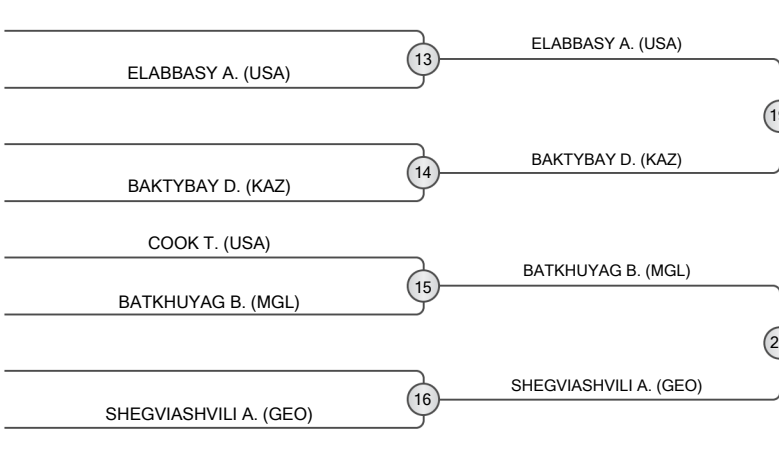 ELABBASY A. (USA)
13
ELABBASY A. (USA)
BAKTYBAY D. (KAZ)
14
BAKTYBAY D. (KAZ)
COOK T. (USA)
BATKHUYAG B. (MGL)
15
BATKHUYAG B. (MGL)
SHEGVIASHVILI A. (GEO)
16
SHEGVIASHVILI A. (GEO)